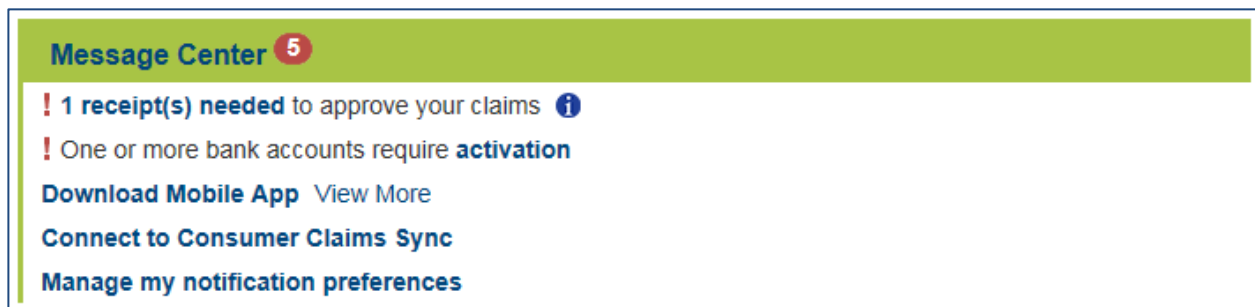 Message Center 5
! 1 receipt(s) needed to approve your claims i
! One or more bank accounts require activation
Download Mobile App View More
Connect to Consumer Claims Sync
Manage my notification preferences